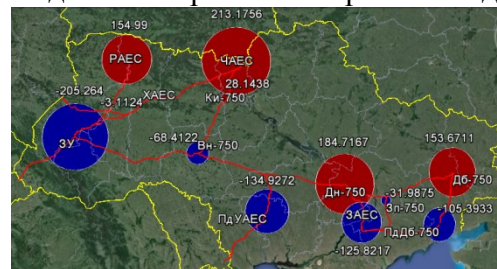 213.1756
154.99
РАЕС
ЧАЕС
-205.264
28.1438
ХАЕС
-3.1124
Ки-750
ЗУ
-68.4122
Вн-750
184.7167
153.6711
-134.9272
Дн-750
-31.9875
Дб-750
Зп-750
-105.3933
ПдУАЕС
ЗАЕС
ПдДб-750
-125.8217